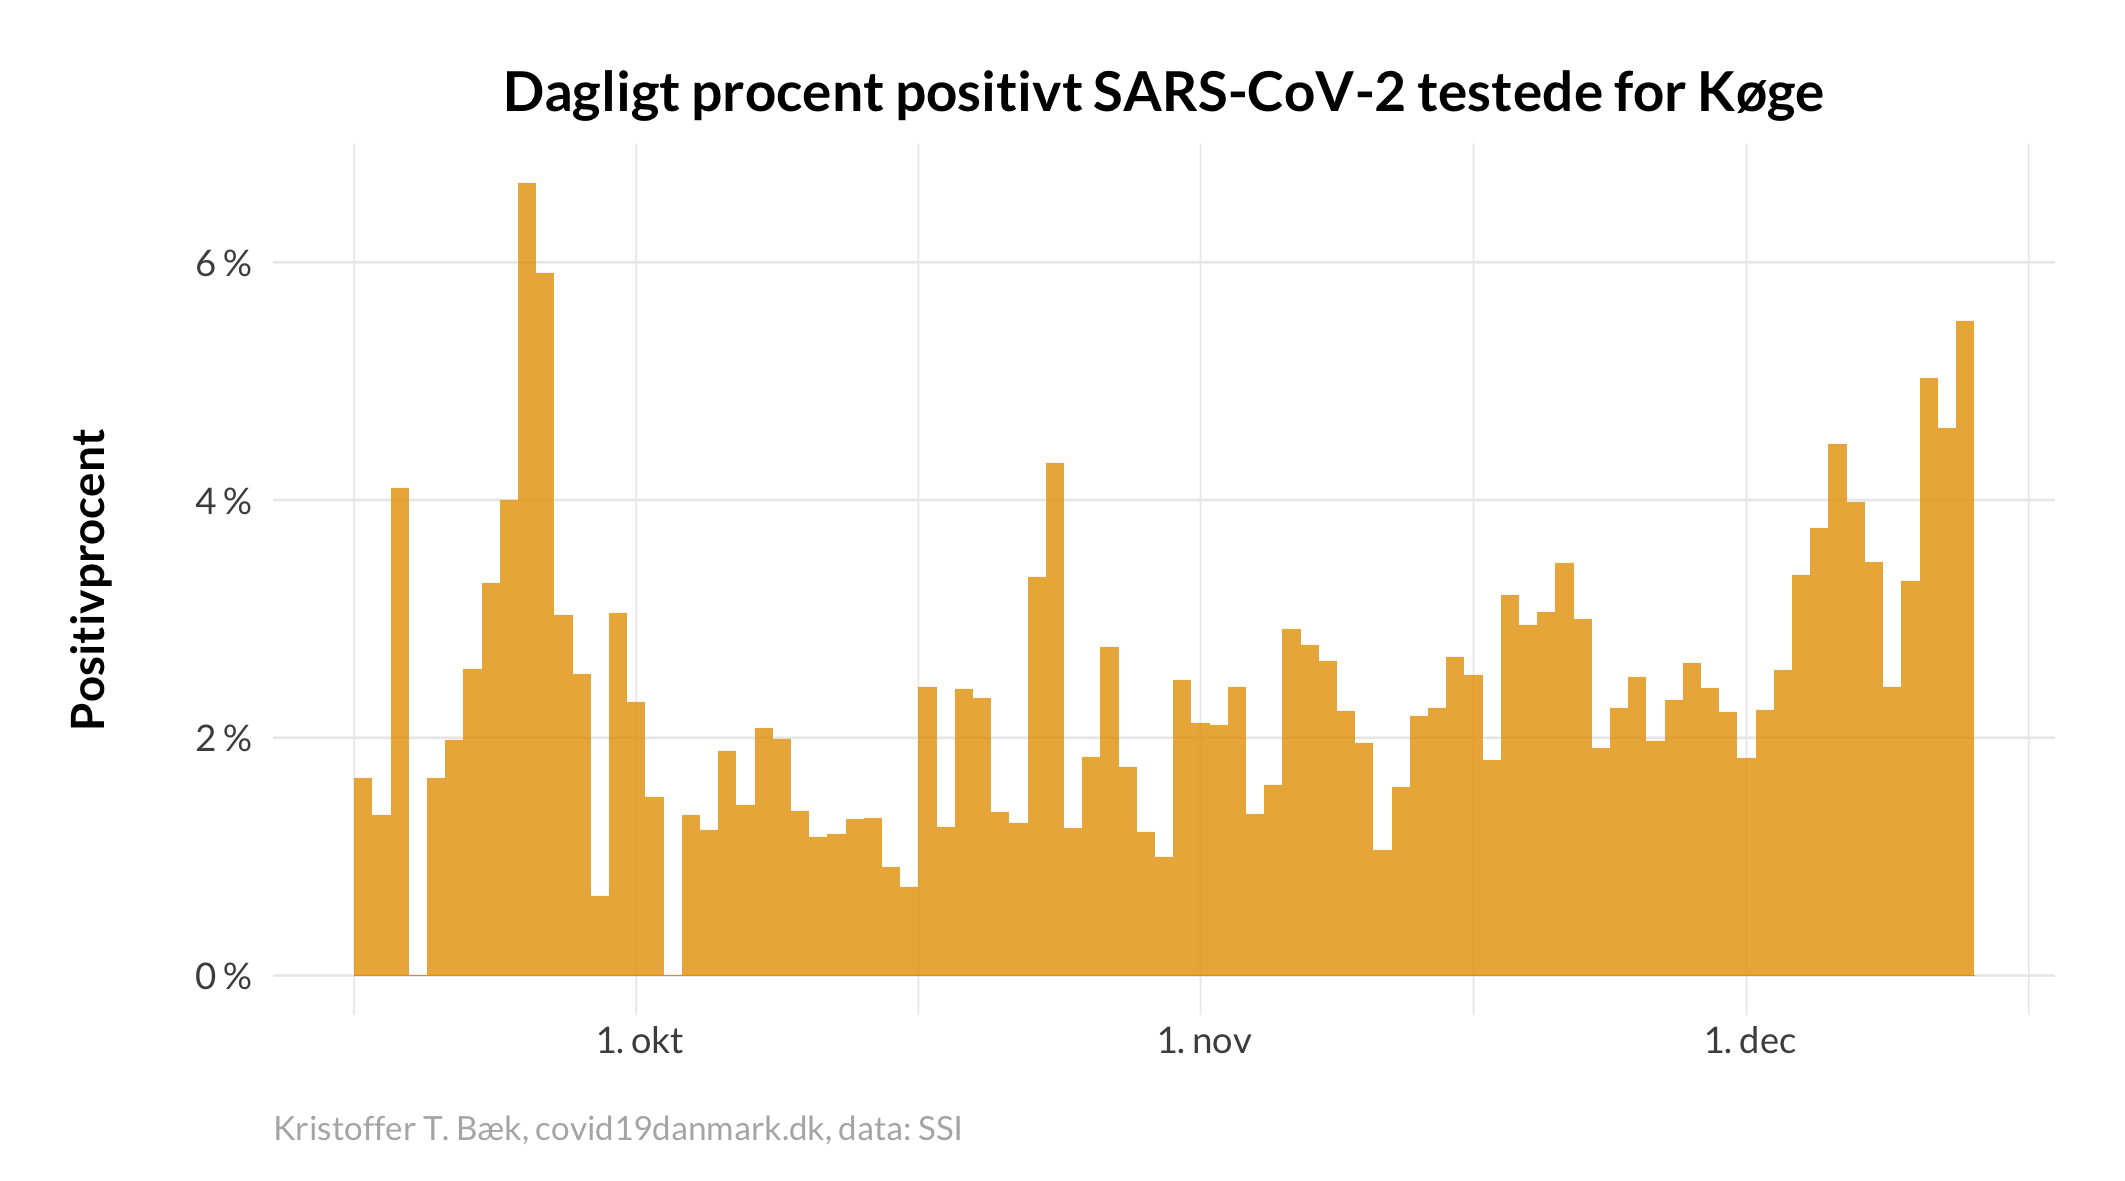 Dagligt procent positivt SARS-CoV-2 testede for Køge
Positivprocent
6 %
4 %
2 %
0 %
1. okt
1. nov
1. dec
Kristoffer T. Bæk, covid19danmark.dk, data: SSI